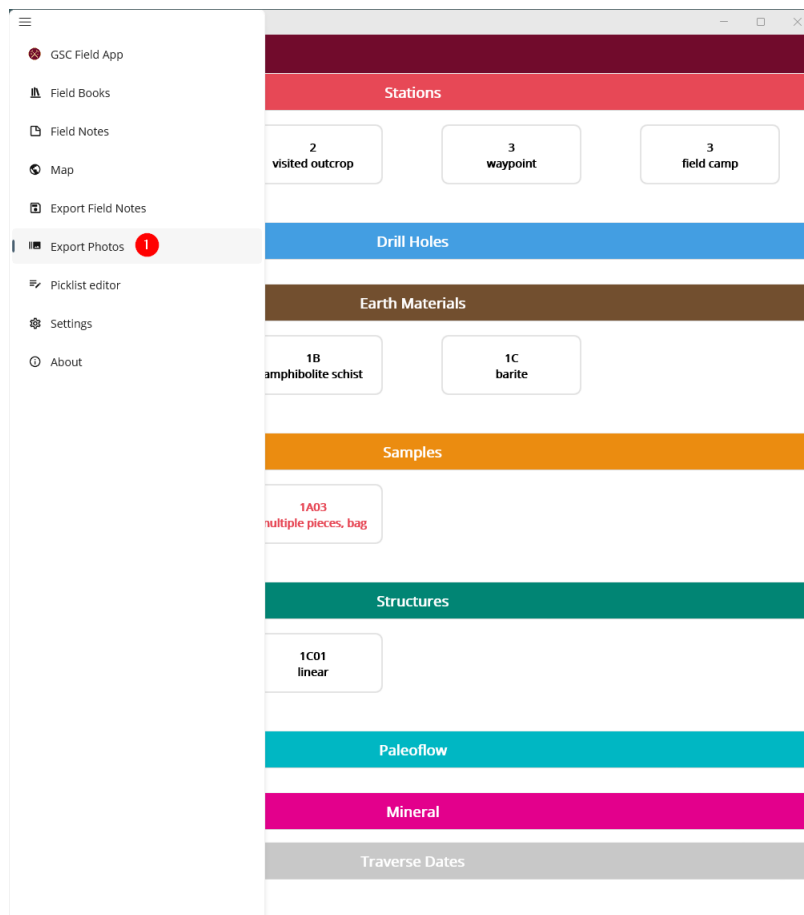 GSC Field App
Field Books
Field Notes
Map
Export Field Notes
Export Photos 1
Picklist editor
Settings
About
Stations
2
visited outcrop
3
waypoint
3
field camp
Drill Holes
Earth Materials
1B
amphibolite schist
1C
barite
Samples
1A03
multiple pieces, bag
Structures
1C01
linear
Paleoflow
Mineral
Traverse Dates